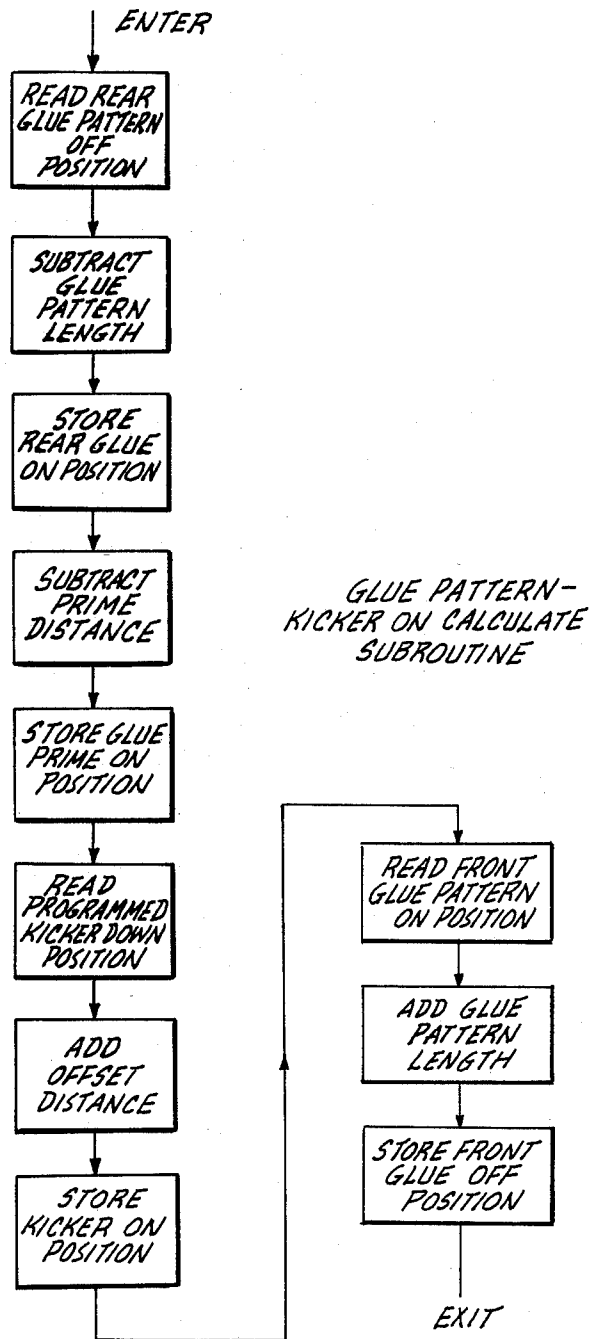 ENTER
READ REAR
GLUE PATTERN
OFF
POSITION
SUBTRACT
GLUE
PATTERN
LENGTH
STORE
REAR GLUE
ON POSITION
SUBTRACT
PRIME
DISTANCE
STORE GLUE
PRIME ON
POSITION
READ
PROGRAMMED
KICKER DOWN
POSITION
ADD
OFFSET
DISTANCE
STORE
KICKER ON
POSITION
GLUE PATTERN-
KICKER ON CALCULATE
SUBROUTINE
READ FRONT
GLUE PATTERN
ON POSITION
ADD GLUE
PATTERN
LENGTH
STORE FRONT
GLUE OFF
POSITION
EXIT